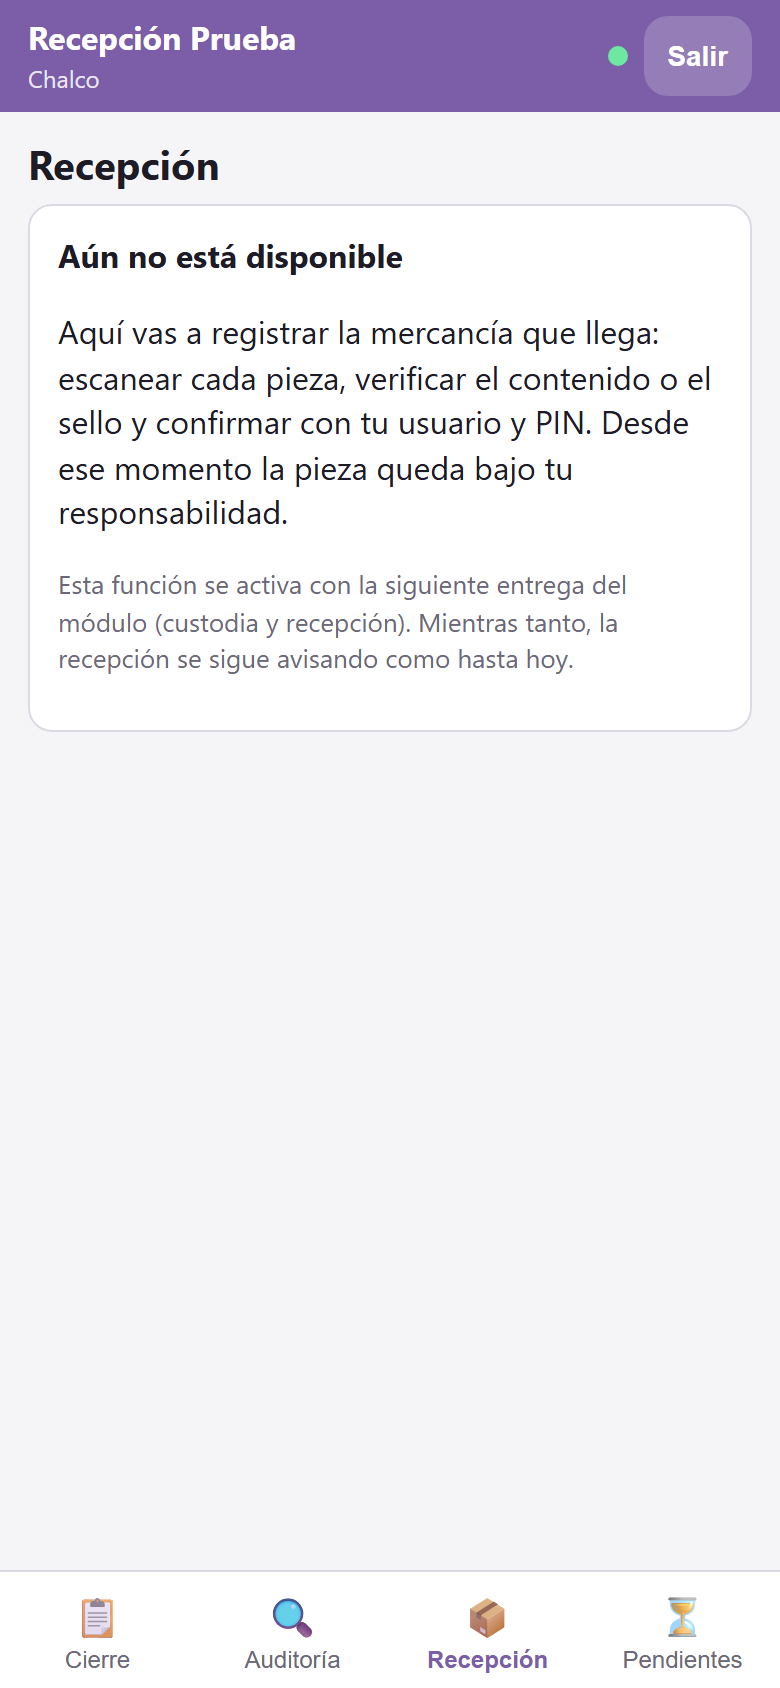 Recepción Prueba
Chalco
Salir
Recepción
Aún no está disponible
Aquí vas a registrar la mercancía que llega:
escanear cada pieza, verificar el contenido o el
sello y confirmar con tu usuario y PIN. Desde
ese momento la pieza queda bajo tu
responsabilidad.
Esta función se activa con la siguiente entrega del
módulo (custodia y recepción). Mientras tanto, la
recepción se sigue avisando como hasta hoy.
Cierre
Auditoría
Recepción
Pendientes